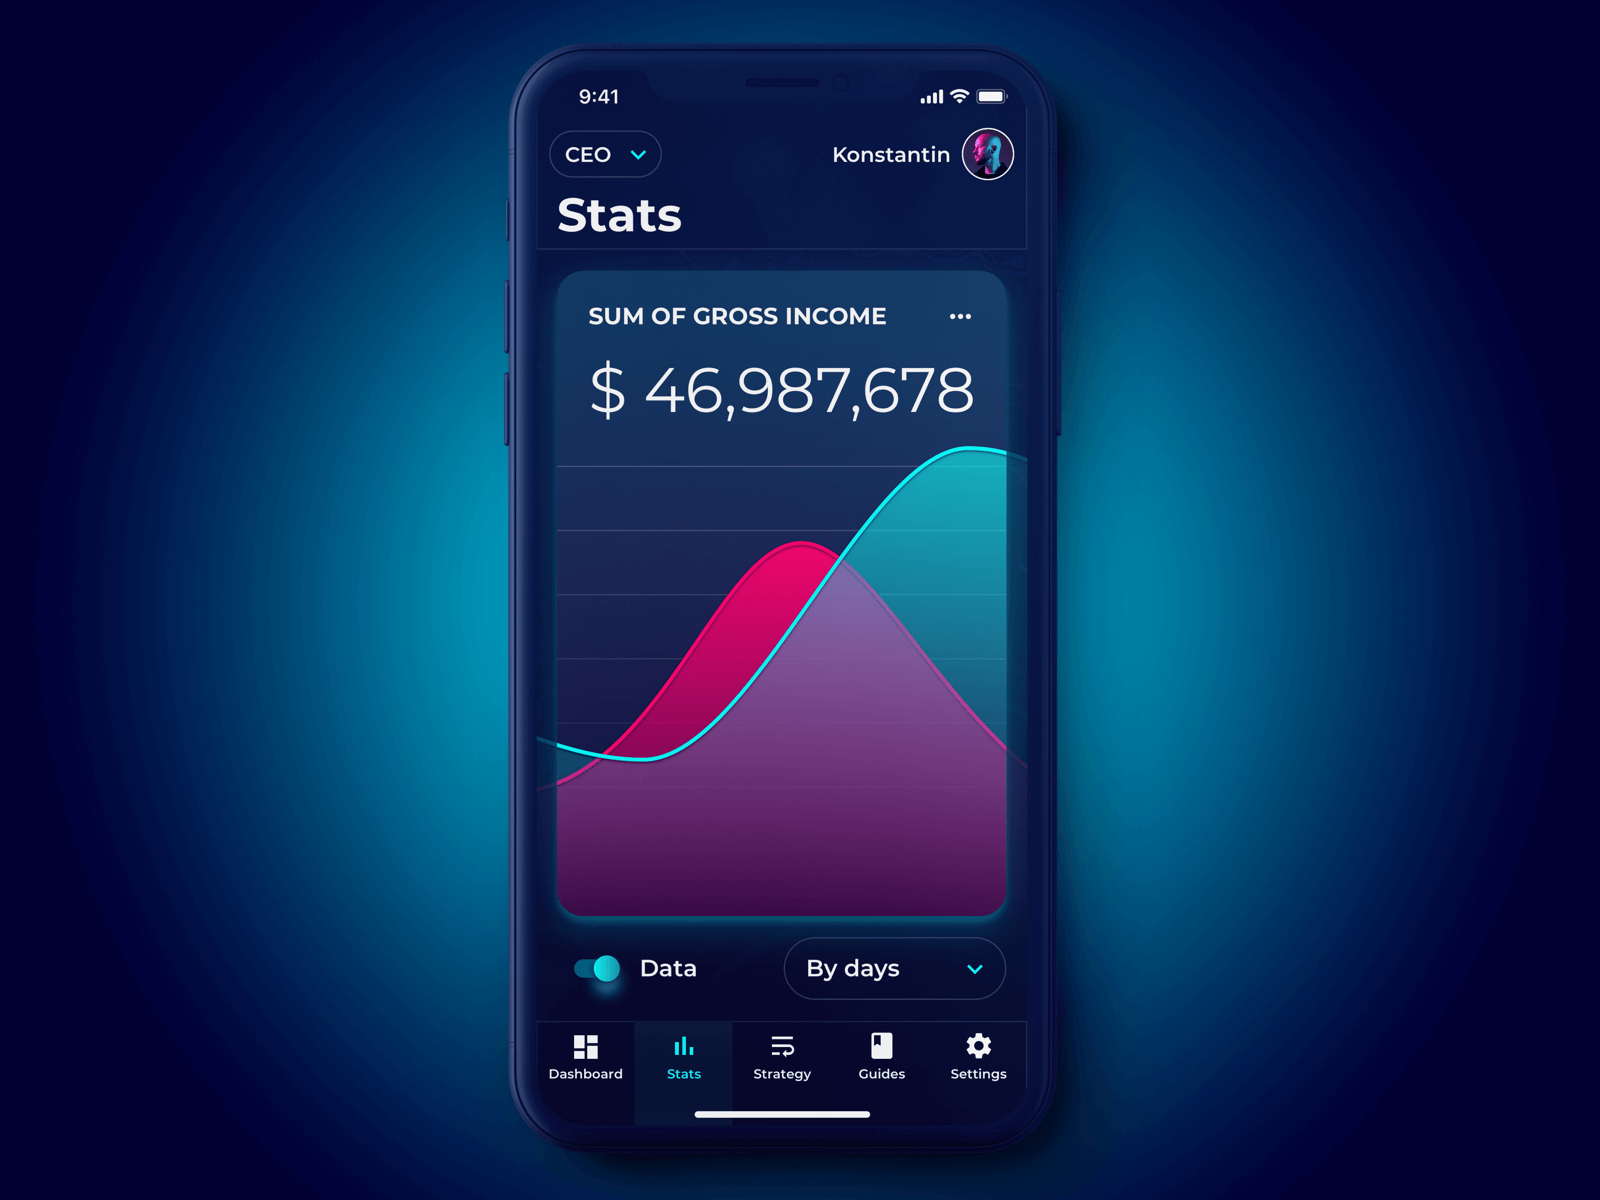 9:41
CEO
Konstantin
Stats
SUM OF GROSS INCOME
$ 46,987,678
Data
By days
Dashboard
Stats
Strategy
Guides
Settings